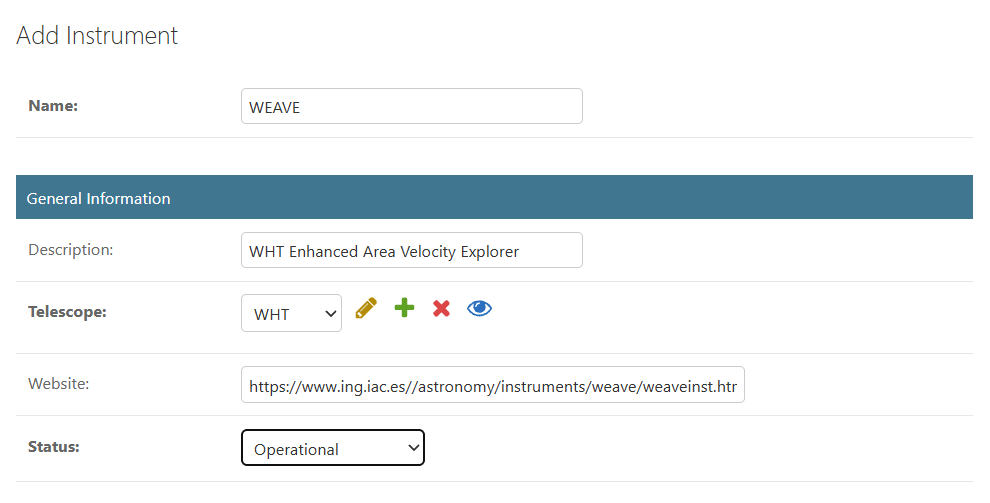 Add Instrument
Name: WEAVE
General Information
Description: WHT Enhanced Area Velocity Explorer
Telescope: WHT
Website: https://www.ing.iac.es//astronomy/instruments/weave/weaveinst.htr
Status: Operational